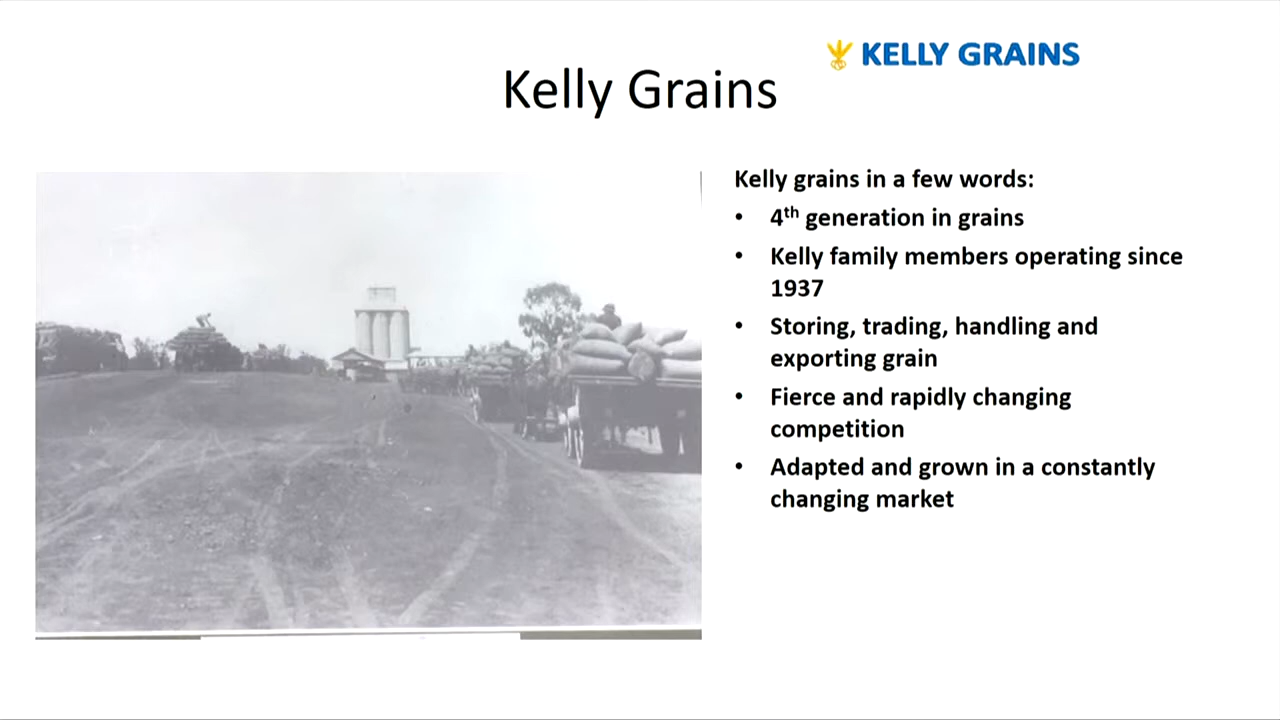 KELLY GRAINS
Kelly Grains
Kelly grains in a few words:
• 4th generation in grains
• Kelly family members operating since
1937
• Storing, trading, handling and
exporting grain
• Fierce and rapidly changing
competition
• Adapted and grown in a constantly
changing market